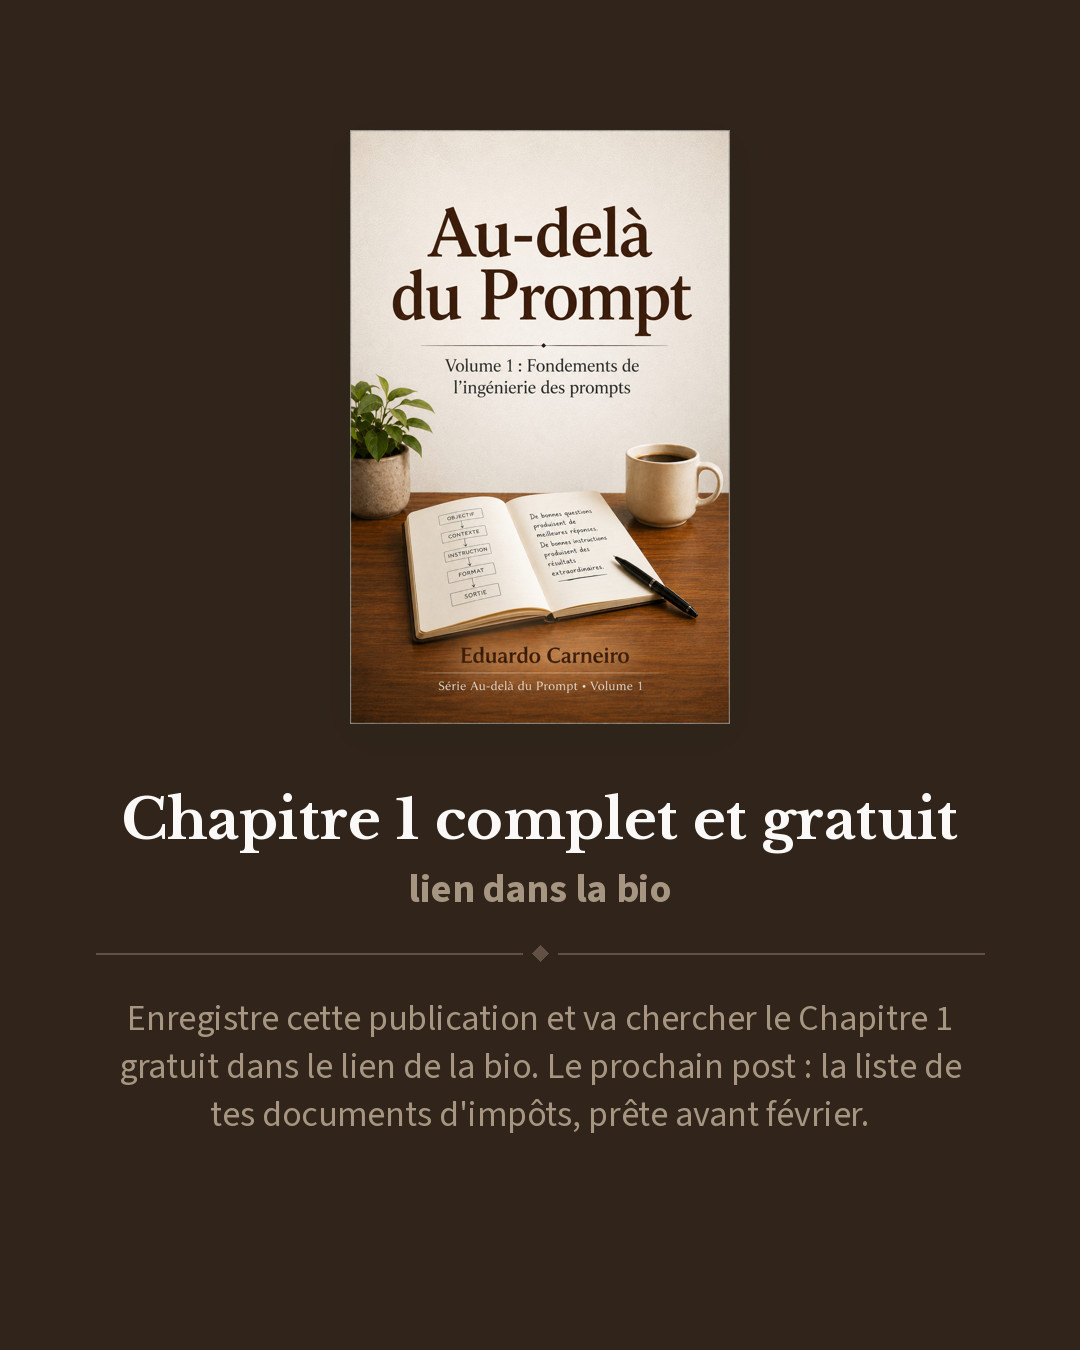 Au-delà
du Prompt
Volume 1 : Fondements de
l’ingénierie des prompts
OBJECTIF
CONTEXTE
INSTRUCTION
FORMAT
SORTIE
De bonnes questions
produisent de
meilleures réponses.
De bonnes instructions
produisent des
résultats
extraordinaires.
Eduardo Carneiro
Série Au-delà du Prompt • Volume 1
Chapitre 1 complet et gratuit
lien dans la bio
Enregistre cette publication et va chercher le Chapitre 1
gratuit dans le lien de la bio. Le prochain post : la liste de
tes documents d'impôts, prête avant février.